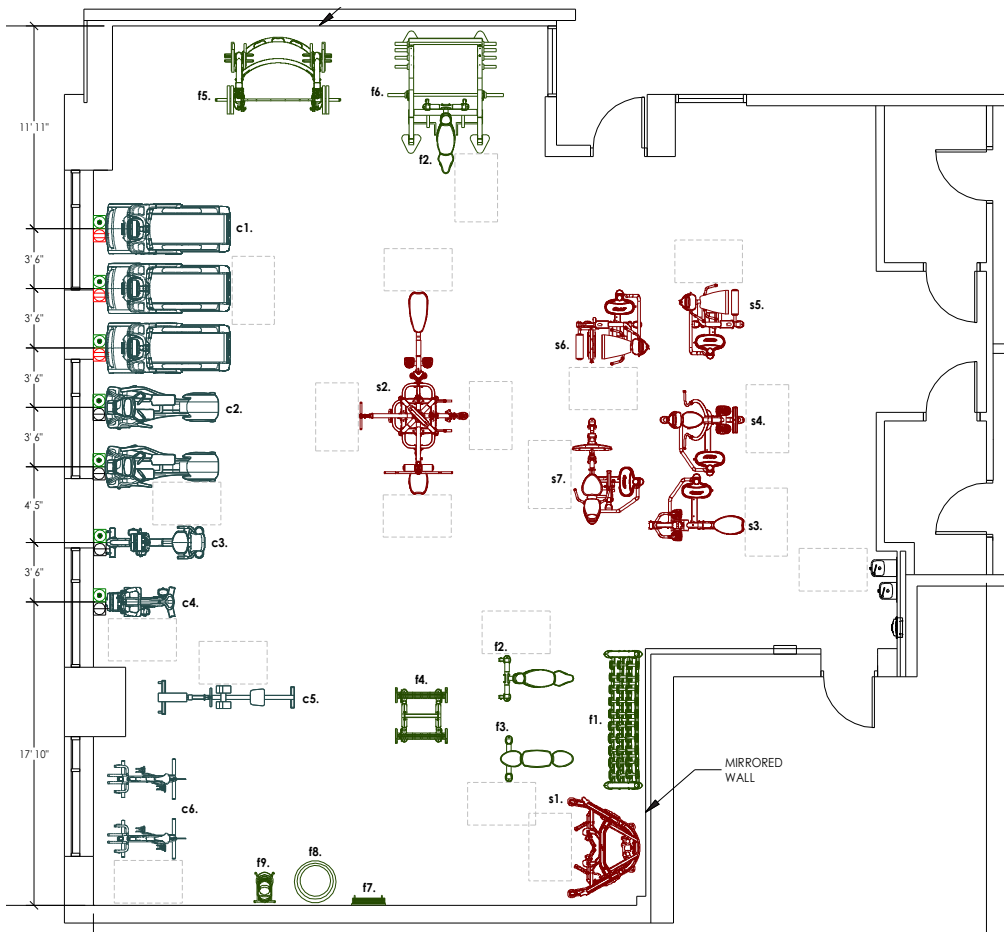 f5.
f6.
11' 11"
f2.
c1.
3' 6"
s5.
3' 6"
s6.
3' 6"
s2.
c2.
s4.
3' 6"
s7.
4' 5"
s3.
c3.
3' 6"
c4.
f2.
f4.
c5.
f1.
f3.
17' 10"
MIRRORED
WALL
s1.
c6.
f8.
f9.
f7.